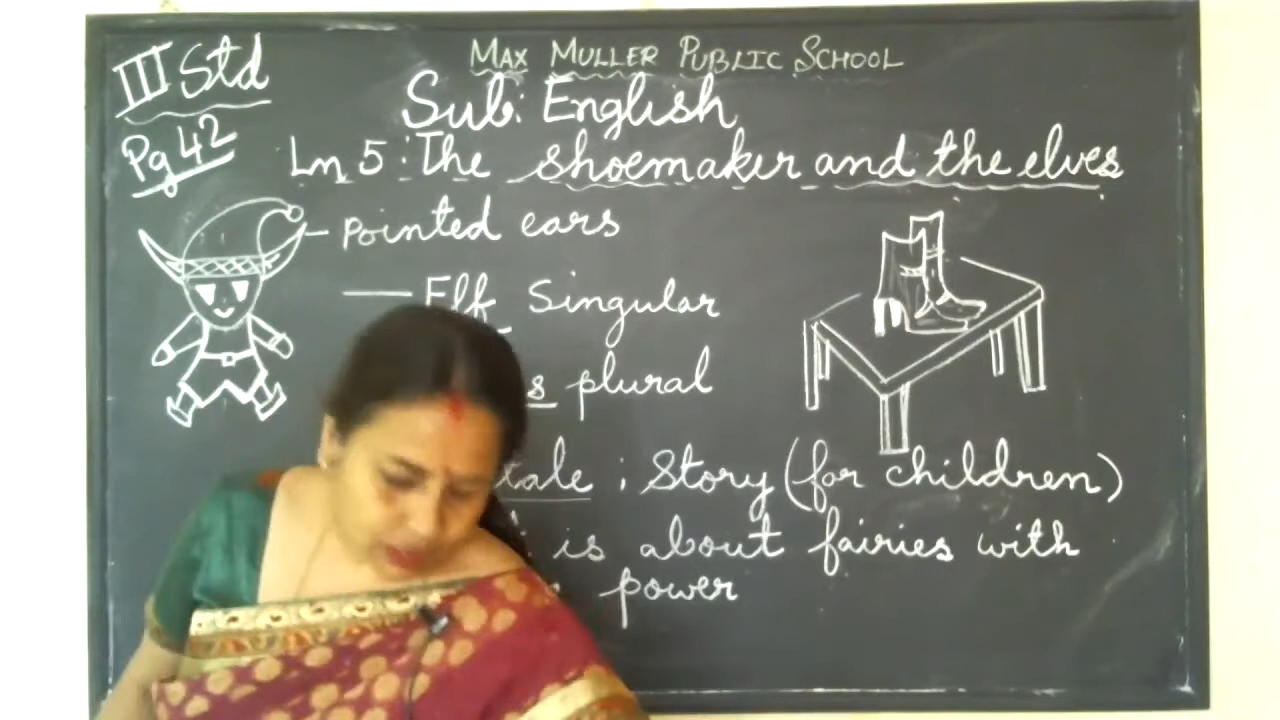 MAX MULLER PUBLIC SCHOOL
III Std
Sub: English
Pg 42
Ln 5 : The shoemaker and the elves
Pointed ears
Elf Singular
s plural
tale ; Story (for children)
is about fairies with
power